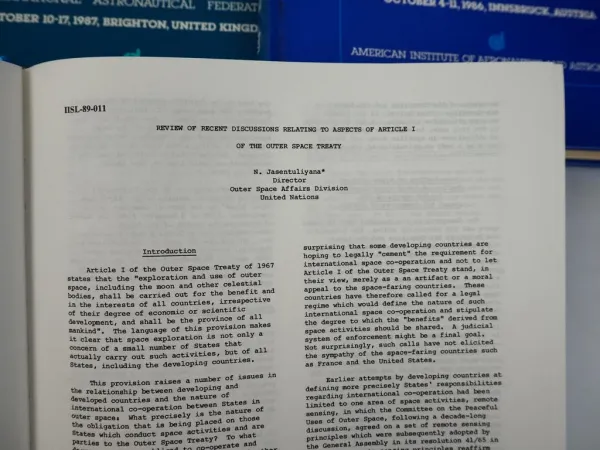 ASTRONAUTICAL FEDERAT
TOBER 10-17, 1987, BRIGHTON, UNITED KINGD
OCTOBER 4-11, 1986, INNSBRUCK, AUSTRIA
AMERICAN INSTITUTE OF AERONAUTICS AND ASTRO
IISL-89-011
REVIEW OF RECENT DISCUSSIONS RELATING TO ASPECTS OF ARTICLE I
OF THE OUTER SPACE TREATY
N. Jasentuliyana*
Director
Outer Space Affairs Division
United Nations
Introduction
Article I of the Outer Space Treaty of 1967
states that the "exploration and use of outer
space, including the moon and other celestial
bodies, shall be carried out for the benefit and
in the interests of all countries, irrespective
of their degree of economic or scientific
development, and shall be the province of all
mankind". The language of this provision makes
it clear that space exploration is not only a
concern of a small number of States that
actually carry out such activities, but of all
States, including the developing countries.
This provision raises a number of issues in
the relationship between developing and
developed countries and the nature of
international co-operation between States in
outer space. What precisely is the nature of
the obligation that is being placed on those
States which conduct space activities and are
parties to the Outer Space Treaty? To what
to co-operate and
surprising that some developing countries are
hoping to legally "cement" the requirement for
international space co-operation and not to let
Article I of the Outer Space Treaty stand, in
their view, merely as a an artifact or a moral
appeal to the space-faring countries. These
countries have therefore called for a legal
regime which would define the nature of such
international space co-operation and stipulate
the degree to which the "benefits" derived from
space activities should be shared. A judicial
system of enforcement might be a final goal.
Not surprisingly, such calls have not elicited
the sympathy of the space-faring countries such
as France and the United States.
Earlier attempts by developing countries at
defining more precisely States' responsibilities
regarding international co-operation had been
limited to one area of space activities, remote
sensing, in which the Committee on the Peaceful
Uses of Outer Space, following a decade-long
discussion, agreed on a set of remote sensing
principles which were subsequently adopted by
the General Assembly in its resolution 41/65 in
principles reaffirm